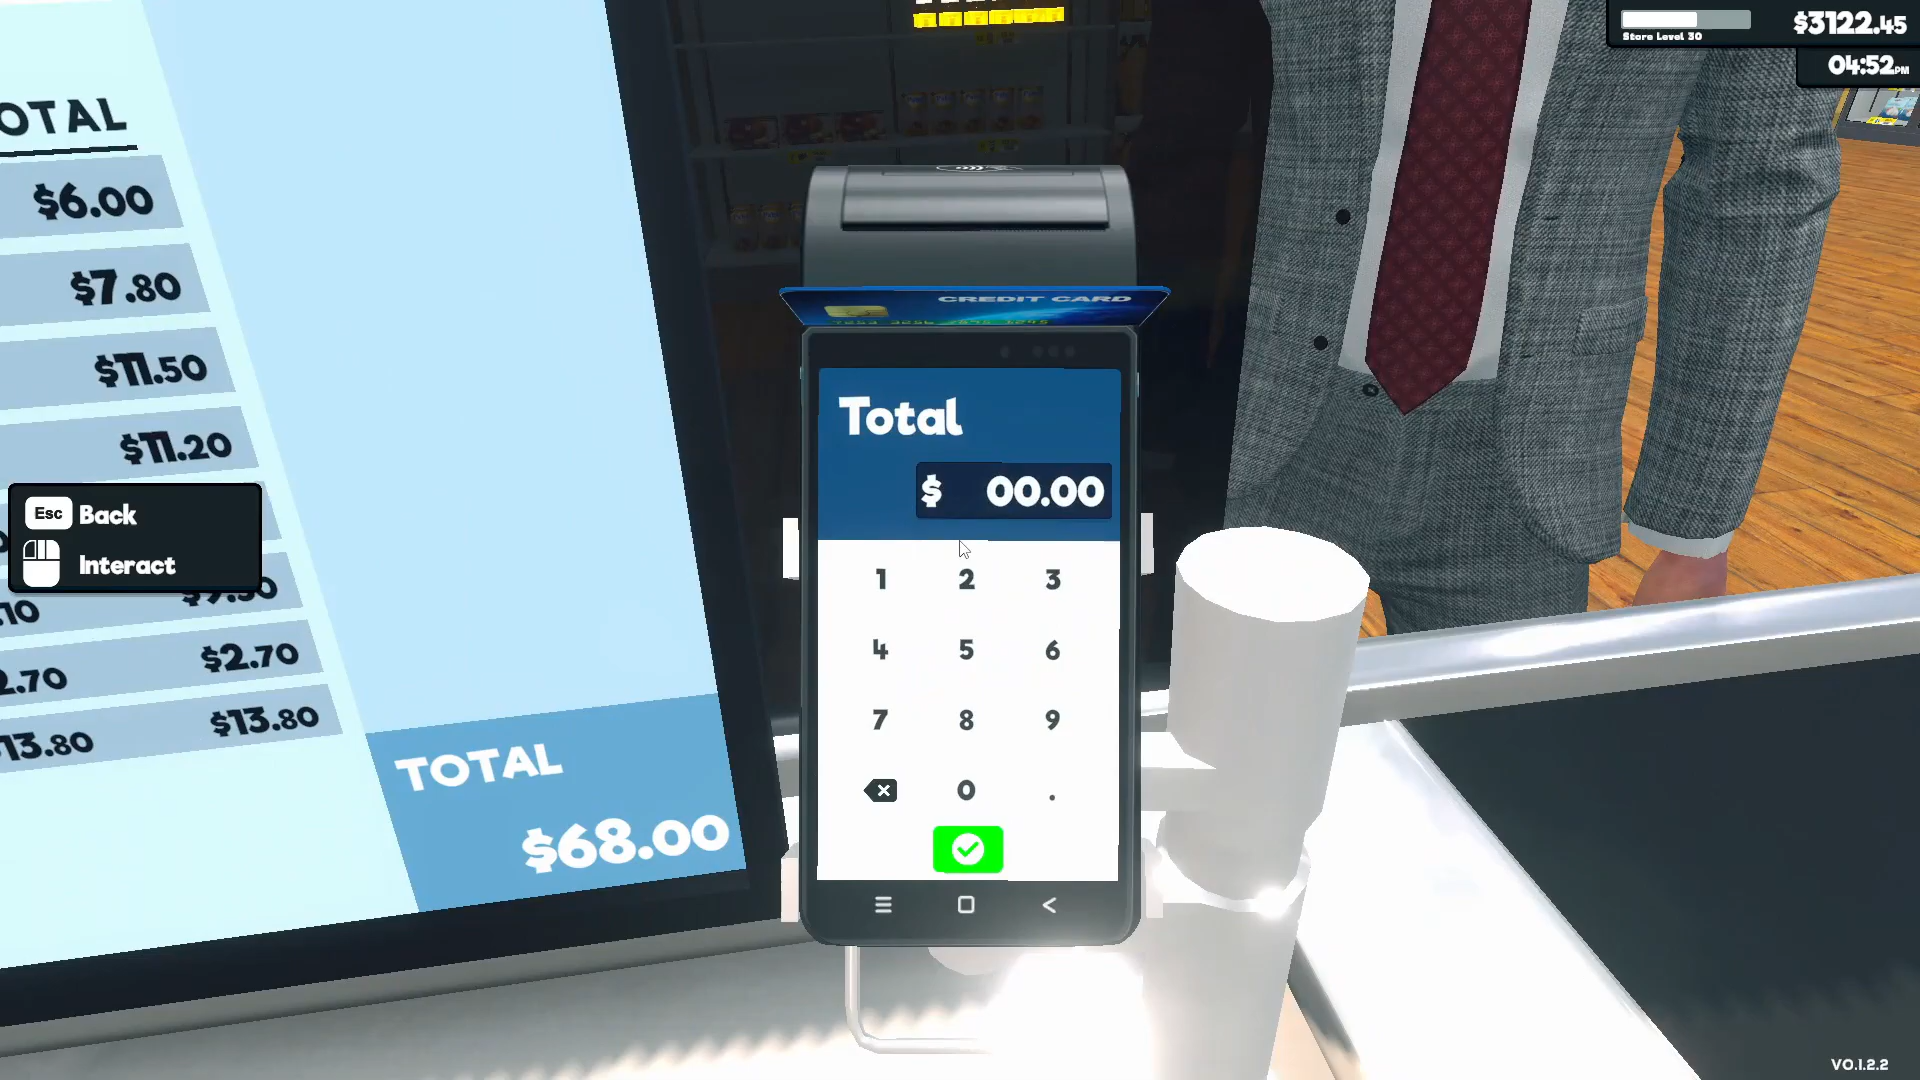 Store Level 30
$3122.45
04:52PM
OTAL
$6.00
$7.80
$11.50
$11.20
Esc Back
Interact
.10
2.70 $2.70
13.80 $13.80
TOTAL
$68.00
CREDIT CARD
Total
$ 00.00
1 2 3
4 5 6
7 8 9
0 .
V0.1.2.2